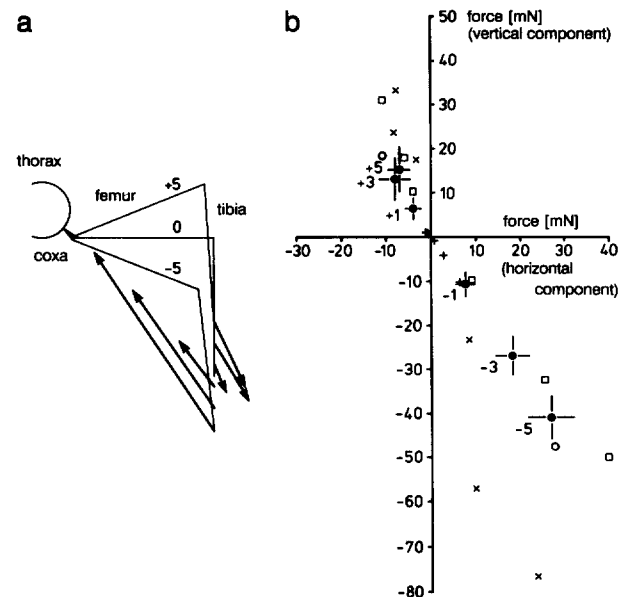 a
thorax
femur
+5
tibia
0
coxa
-5
b
force [mN]
(vertical component)
50
40
30
20
10
+5
+3
+1
force [mN]
(horizontal
component)
-30
-20
-10
0
10
20
30
40
-10
-20
-30
-40
-50
-60
-70
-80
-1
-3
-5